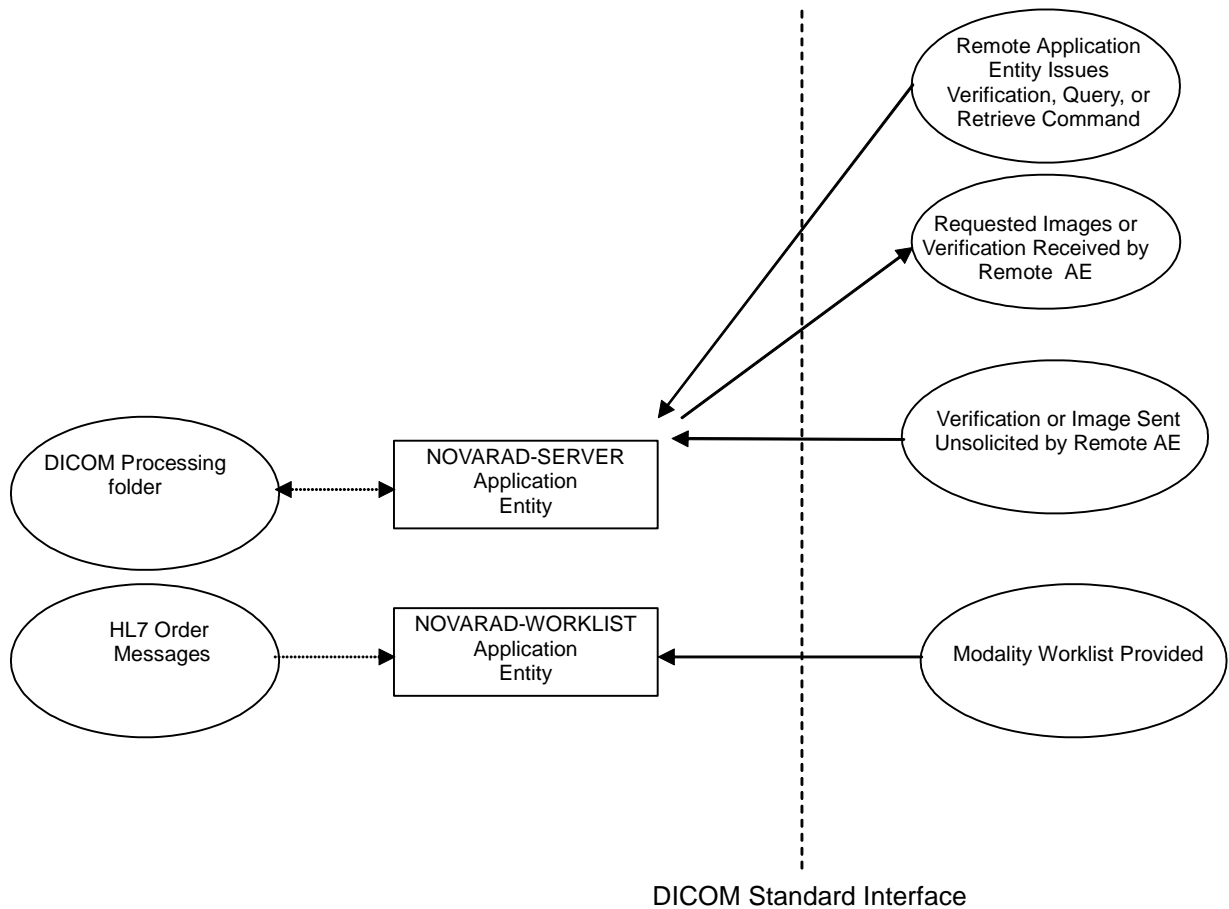 Remote Application
Entity Issues
Verification, Query, or
Retrieve Command
Requested Images or
Verification Received by
Remote AE
Verification or Image Sent
Unsolicited by Remote AE
DICOM Processing
folder
NOVARAD-SERVER
Application
Entity
HL7 Order
Messages
NOVARAD-WORKLIST
Application
Entity
Modality Worklist Provided
DICOM Standard Interface